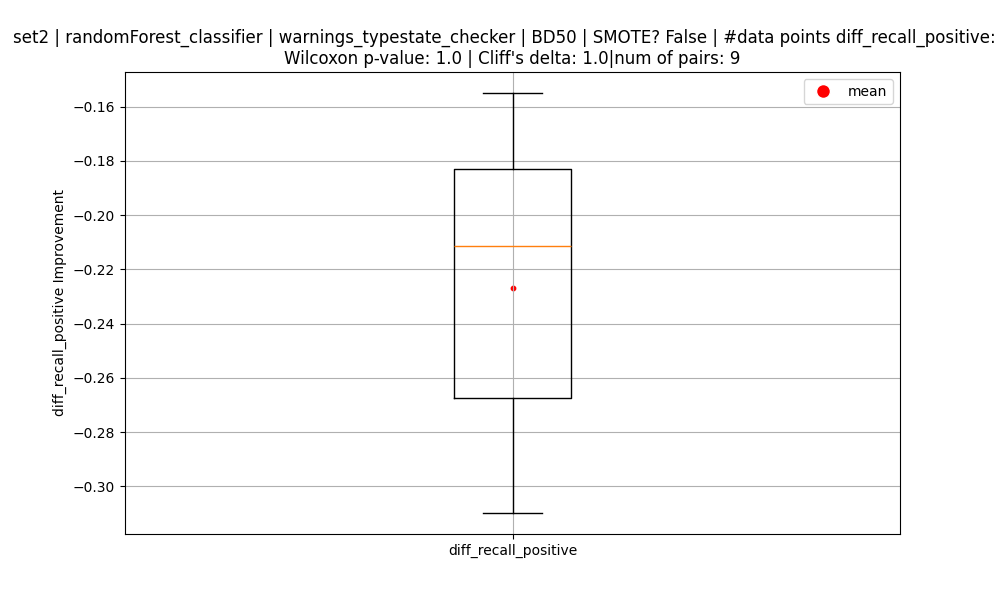 set2 | randomForest_classifier | warnings_typestate_checker | BD50 | SMOTE? False | #data points diff_recall_positive:
Wilcoxon p-value: 1.0 | Cliff's delta: 1.0|num of pairs: 9
mean
−0.16
−0.18
−0.20
−0.22
−0.24
−0.26
−0.28
−0.30
diff_recall_positive Improvement
diff_recall_positive